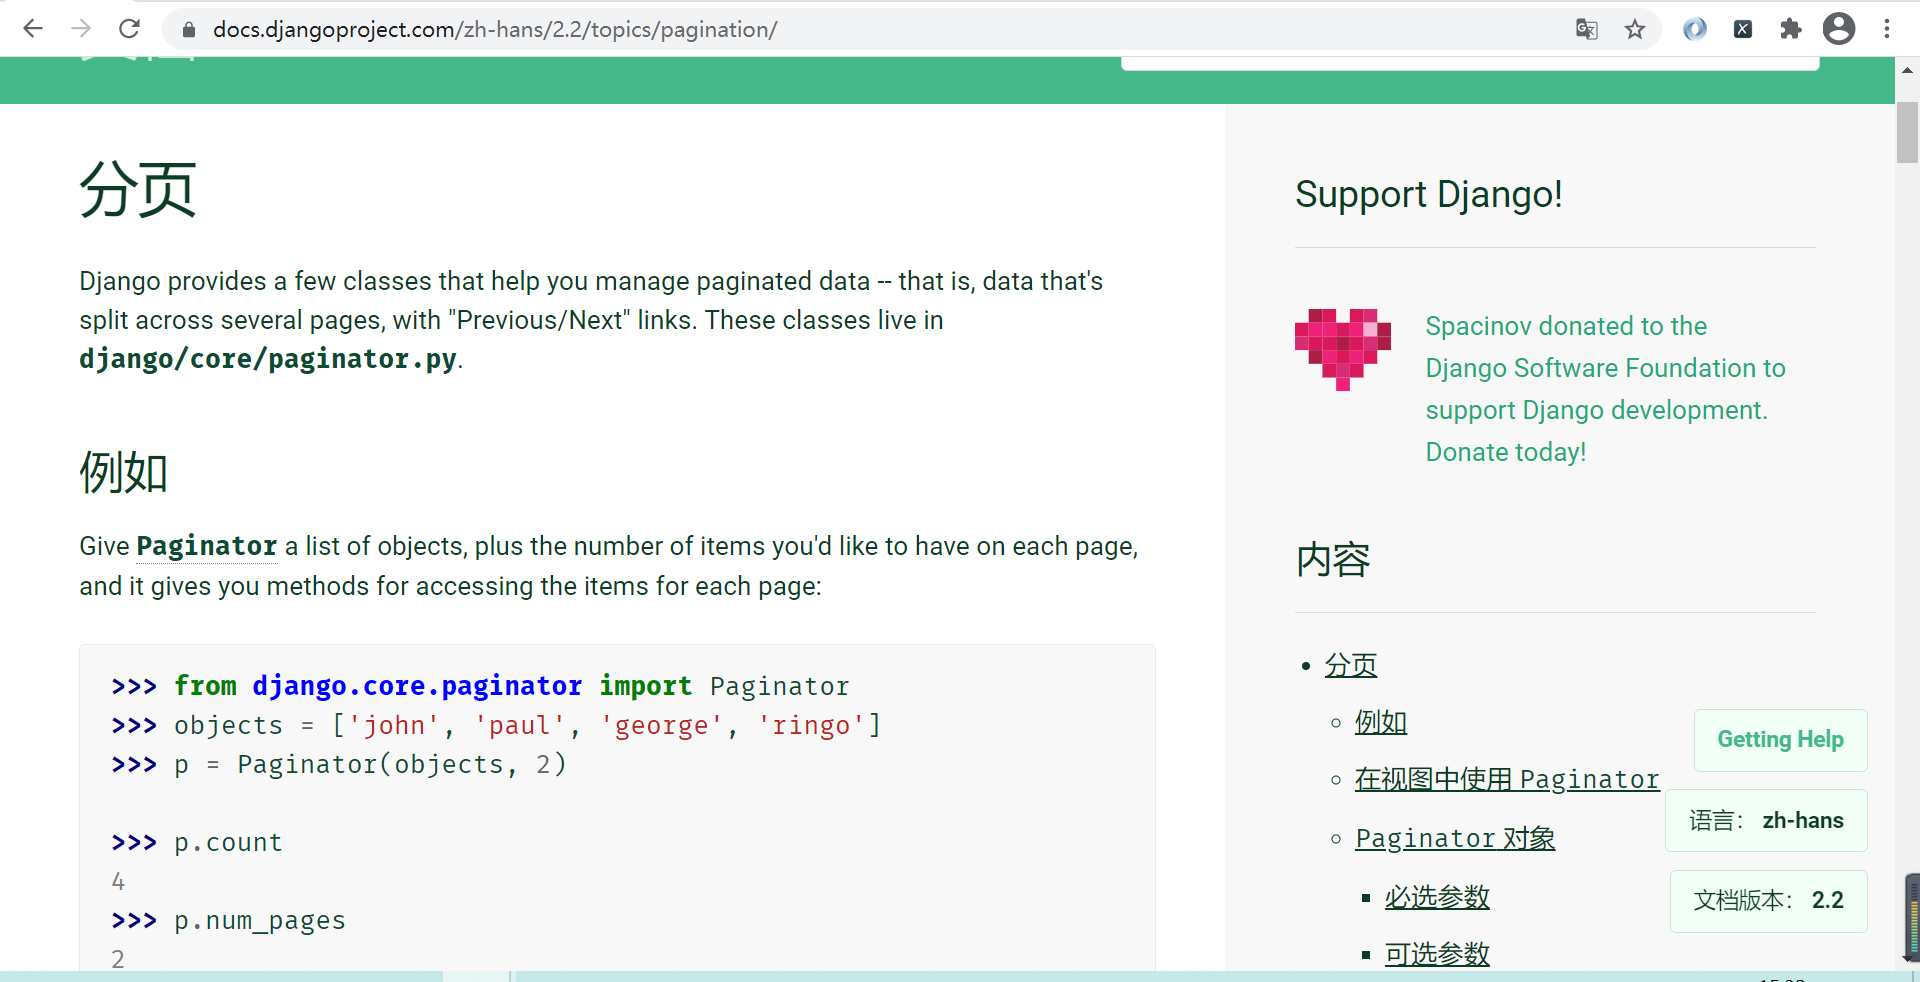 docs.djangoproject.com/zh-hans/2.2/topics/pagination/
分页
Django provides a few classes that help you manage paginated data -- that is, data that's
split across several pages, with "Previous/Next" links. These classes live in
django/core/paginator.py.
例如
Give Paginator a list of objects, plus the number of items you'd like to have on each page,
and it gives you methods for accessing the items for each page:
>>> from django.core.paginator import Paginator
>>> objects = ['john', 'paul', 'george', 'ringo']
>>> p = Paginator(objects, 2)
>>> p.count
4
>>> p.num_pages
2
Support Django!
Spacinov donated to the
Django Software Foundation to
support Django development.
Donate today!
内容
分页
例如
在视图中使用 Paginator
Paginator 对象
必选参数
可选参数
Getting Help
语言： zh-hans
文档版本： 2.2